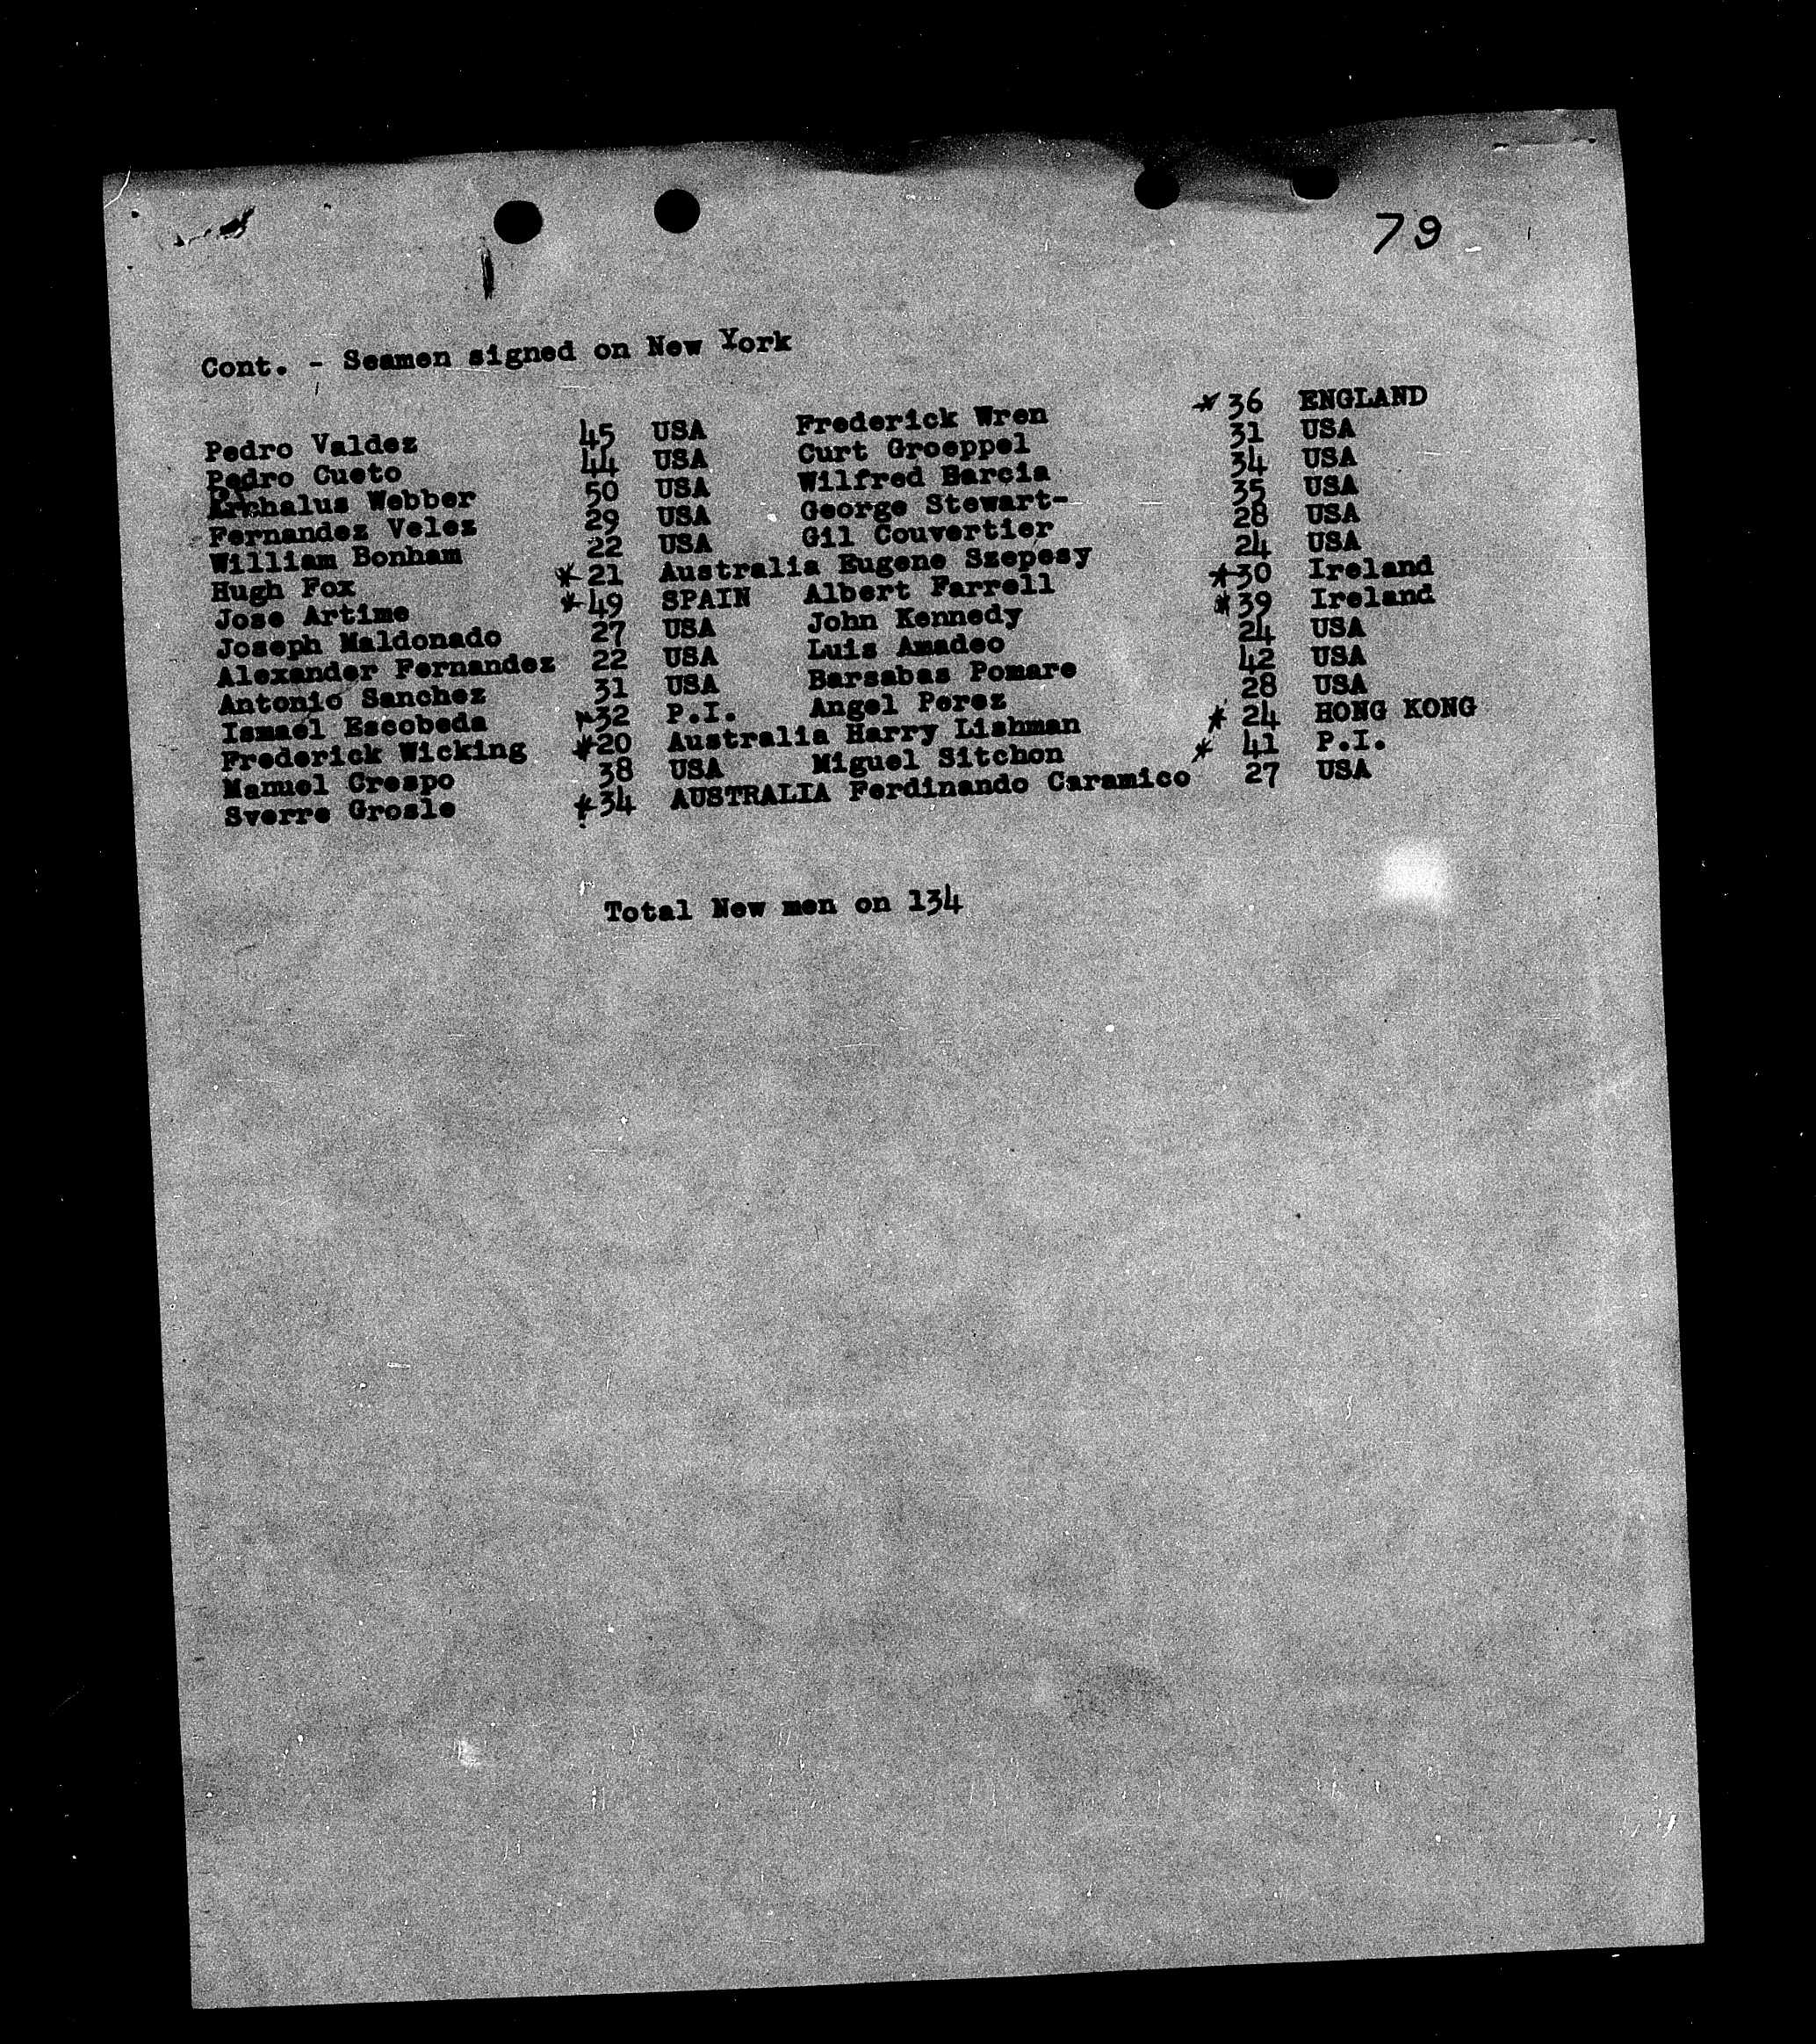 79
Cont. - Seamen signed on New York
Pedro Valdez 45 USA Frederick Wren *36 ENGLAND
Pedro Cueto 44 USA Curt Groeppel 31 USA
Webber 50 USA Wilfred Barcia 34 USA
Fernandez Velez 29 USA George Stewart- 35 USA
William Bonham 22 USA Gil Couvertier 28 USA
Hugh Fox *21 Australia Eugene Szepesy 24 USA
Jose Artime *49 SPAIN Albert Farrell *30 Ireland
Joseph Maldonado 27 USA John Kennedy *39 Ireland
Alexander Fernandez 22 USA Luis Amadeo 24 USA
Antonio Sanchez 31 USA Barsabas Pomare 42 USA
Ismael Escobeda *32 P.I. Angel Perez 28 USA
Frederick Wicking *20 Australia Harry Lishman * 24 HONG KONG
Manuel Crespo 38 USA Miguel Sitchon * 41 P.I.
Sverre Grosle *34 AUSTRALIA Ferdinando Caramico 27 USA
Total New men on 134